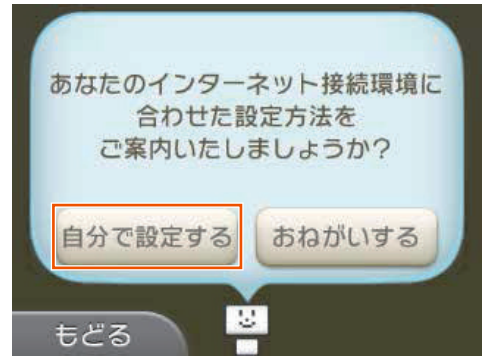 あなたのインターネット接続環境に
合わせた設定方法を
ご案内いたしましょうか？
自分で設定する
おねがいする
もどる